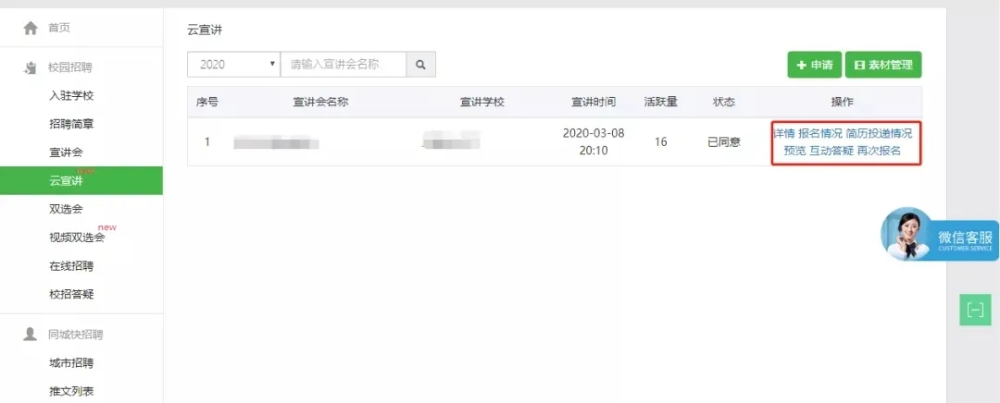 首页
校园招聘
入驻学校
招聘简章
宣讲会
云宣讲 new
双选会
视频双选会 new
在线招聘
校招答疑
同城快招聘
城市招聘
推文列表
云宣讲
2020 请输入宣讲会名称 申请 素材管理
序号 宣讲会名称 宣讲学校 宣讲时间 活跃量 状态 操作
1 2020-03-08 16 已同意 详情 报名情况 简历投递情况
20:10 预览 互动答疑 再次报名
微信客服
CUSTOMER SERVICE